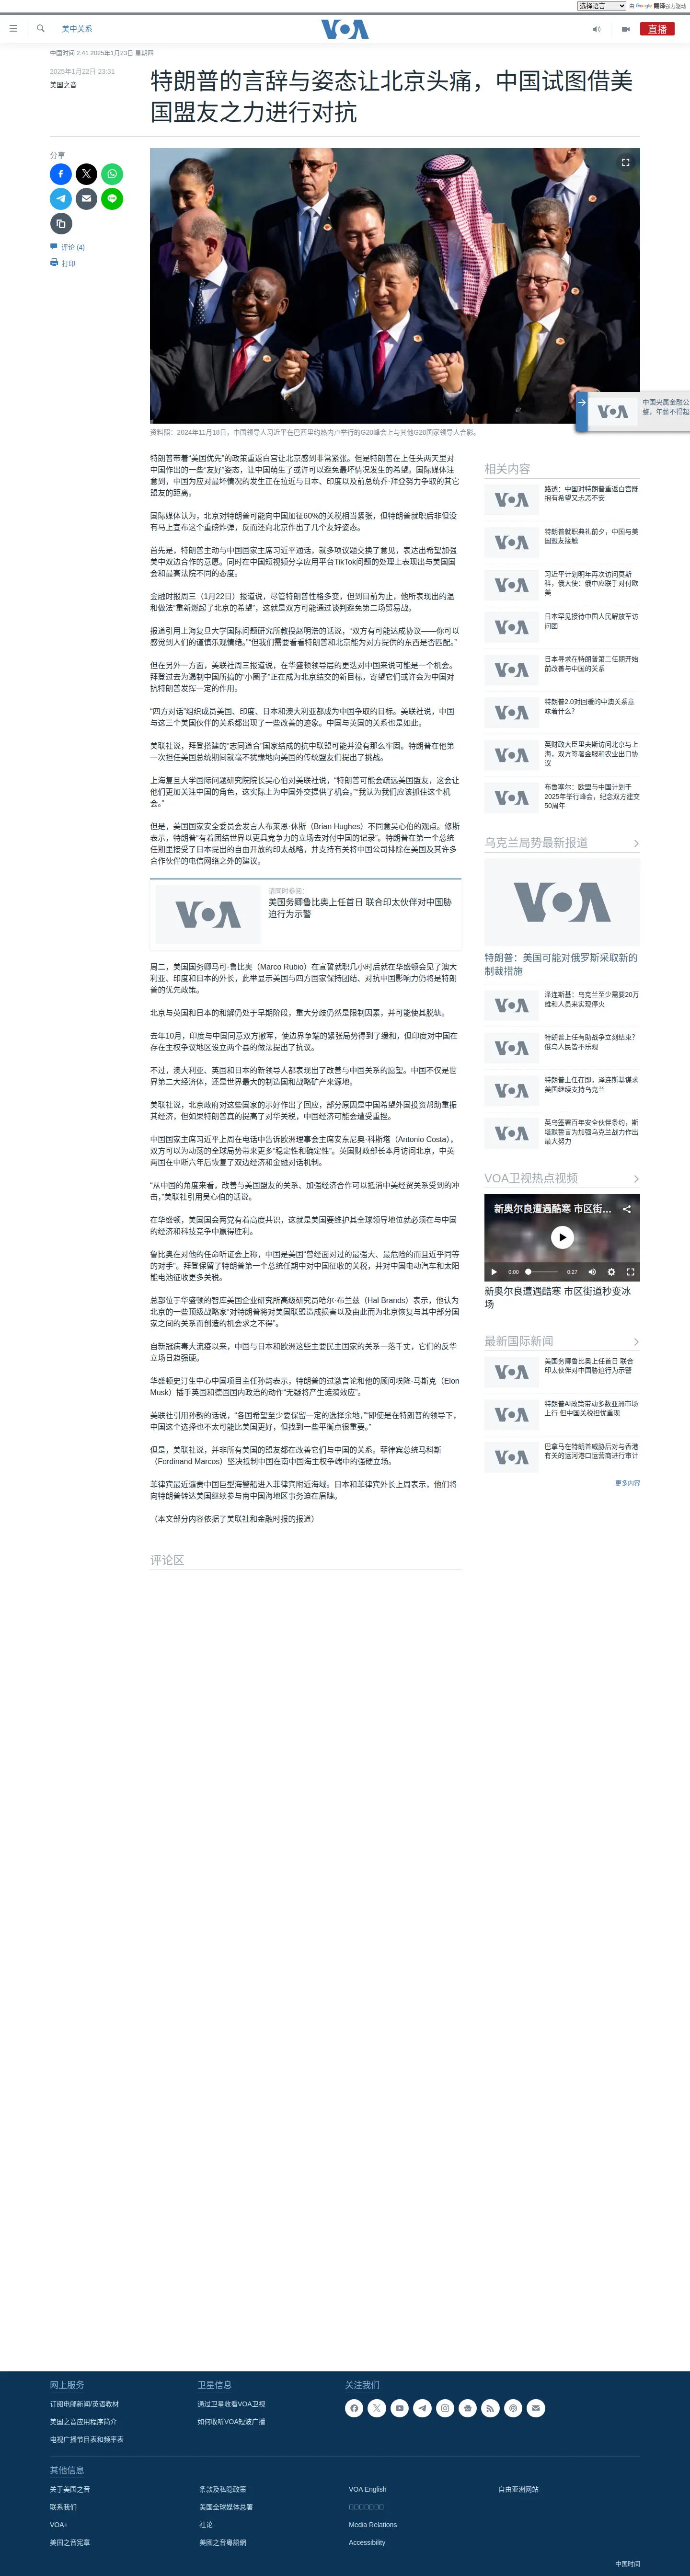 选择语言 由 Google 翻译强力驱动
美中关系
VOA
直播
中国时间 2:41 2025年1月23日 星期四
2025年1月22日 23:31
美国之音
特朗普的言辞与姿态让北京头痛，中国试图借美
国盟友之力进行对抗
分享
评论 (4)
打印
资料照：2024年11月18日，中国领导人习近平在巴西里约热内卢举行的G20峰会上与其他G20国家领导人合影。
中国央属金融公
整，年薪不得超
特朗普带着“美国优先”的政策重返白宫让北京感到非常紧张。但是特朗普在上任头两天里对
中国作出的一些“友好”姿态，让中国萌生了或许可以避免最坏情况发生的希望。国际媒体注
意到，中国为应对最坏情况的发生正在拉近与日本、印度以及前总统乔·拜登努力争取的其它
盟友的距离。
国际媒体认为，北京对特朗普可能向中国加征60%的关税相当紧张，但特朗普就职后非但没
有马上宣布这个重磅炸弹，反而还向北京作出了几个友好姿态。
首先是，特朗普主动与中国国家主席习近平通话，就多项议题交换了意见，表达出希望加强
美中双边合作的意愿。同时在中国短视频分享应用平台TikTok问题的处理上表现出与美国国
会和最高法院不同的态度。
金融时报周三（1月22日）报道说，尽管特朗普性格多变，但到目前为止，他所表现出的温
和做法“重新燃起了北京的希望”，这就是双方可能通过谈判避免第二场贸易战。
报道引用上海复旦大学国际问题研究所教授赵明浩的话说，“双方有可能达成协议——你可以
感觉到人们的谨慎乐观情绪。”“但我们需要看看特朗普和北京能为对方提供的东西是否匹配。”
但在另外一方面，美联社周三报道说，在华盛顿领导层的更迭对中国来说可能是一个机会。
拜登过去为遏制中国所搞的“小圈子”正在成为北京结交的新目标，寄望它们或许会为中国对
抗特朗普发挥一定的作用。
“四方对话”组织成员美国、印度、日本和澳大利亚都成为中国争取的目标。美联社说，中国
与这三个美国伙伴的关系都出现了一些改善的迹象。中国与英国的关系也是如此。
美联社说，拜登搭建的“志同道合”国家结成的抗中联盟可能并没有那么牢固。特朗普在他第
一次担任美国总统期间就毫不犹豫地向美国的传统盟友们提出了挑战。
上海复旦大学国际问题研究院院长吴心伯对美联社说，“特朗普可能会疏远美国盟友，这会让
他们更加关注中国的角色，这实际上为中国外交提供了机会。”“我认为我们应该抓住这个机
会。”
但是，美国国家安全委员会发言人布莱恩·休斯（Brian Hughes）不同意吴心伯的观点。修斯
表示，特朗普“有着团结世界以更具竞争力的立场去对付中国的记录”。特朗普在第一个总统
任期里接受了日本提出的自由开放的印太战略，并支持有关将中国公司排除在美国及其许多
合作伙伴的电信网络之外的建议。
VOA
请同时参阅：
美国务卿鲁比奥上任首日 联合印太伙伴对中国胁
迫行为示警
周二，美国国务卿马可·鲁比奥（Marco Rubio）在宣誓就职几小时后就在华盛顿会见了澳大
利亚、印度和日本的外长，此举显示美国与四方国家保持团结、对抗中国影响力仍将是特朗
普的优先政策。
北京与英国和日本的和解仍处于早期阶段，重大分歧仍然是限制因素，并可能使其脱轨。
去年10月，印度与中国同意双方撤军，使边界争端的紧张局势得到了缓和，但印度对中国在
存在主权争议地区设立两个县的做法提出了抗议。
不过，澳大利亚、英国和日本的新领导人都表现出了改善与中国关系的愿望。中国不仅是世
界第二大经济体，还是世界最大的制造国和战略矿产来源地。
美联社说，北京政府对这些国家的示好作出了回应，部分原因是中国希望外国投资帮助重振
其经济，但如果特朗普真的提高了对华关税，中国经济可能会遭受重挫。
中国国家主席习近平上周在电话中告诉欧洲理事会主席安东尼奥·科斯塔（Antonio Costa），
双方可以为动荡的全球局势带来更多“稳定性和确定性”。英国财政部长本月访问北京，中英
两国在中断六年后恢复了双边经济和金融对话机制。
“从中国的角度来看，改善与美国盟友的关系、加强经济合作可以抵消中美经贸关系受到的冲
击，”美联社引用吴心伯的话说。
在华盛顿，美国国会两党有着高度共识，这就是美国要维护其全球领导地位就必须在与中国
的经济和科技竞争中赢得胜利。
鲁比奥在对他的任命听证会上称，中国是美国“曾经面对过的最强大、最危险的而且近乎同等
的对手”。拜登保留了特朗普第一个总统任期中对中国征收的关税，并对中国电动汽车和太阳
能电池征收更多关税。
总部位于华盛顿的智库美国企业研究所高级研究员哈尔·布兰兹（Hal Brands）表示，他认为
北京的一些顶级战略家“对特朗普将对美国联盟造成损害以及由此而为北京恢复与其中部分国
家之间的关系而创造的机会求之不得”。
自新冠病毒大流疫以来，中国与日本和欧洲这些主要民主国家的关系一落千丈，它们的反华
立场日趋强硬。
华盛顿史汀生中心中国项目主任孙韵表示，特朗普的过激言论和他的顾问埃隆·马斯克（Elon
Musk）插手英国和德国国内政治的动作“无疑将产生涟漪效应”。
美联社引用孙韵的话说，“各国希望至少要保留一定的选择余地，”“即使是在特朗普的领导下，
中国这个选择也不太可能比美国更好，但找到一些平衡点很重要。”
但是，美联社说，并非所有美国的盟友都在改善它们与中国的关系。菲律宾总统马科斯
（Ferdinand Marcos）坚决抵制中国在南中国海主权争端中的强硬立场。
菲律宾最近谴责中国巨型海警船进入菲律宾附近海域。日本和菲律宾外长上周表示，他们将
向特朗普转达美国继续参与南中国海地区事务迫在眉睫。
（本文部分内容依据了美联社和金融时报的报道）
评论区
相关内容
VOA
路透：中国对特朗普重返白宫既
抱有希望又忐忑不安
VOA
特朗普就职典礼前夕，中国与美
国盟友接触
VOA
习近平计划明年再次访问莫斯
科，俄大使：俄中应联手对付欧
美
VOA
日本罕见接待中国人民解放军访
问团
VOA
日本寻求在特朗普第二任期开始
前改善与中国的关系
VOA
特朗普2.0对回暖的中澳关系意
味着什么？
VOA
英财政大臣里夫斯访问北京与上
海，双方签署金服和农业出口协
议
VOA
布鲁塞尔：欧盟与中国计划于
2025年举行峰会，纪念双方建交
50周年
乌克兰局势最新报道
VOA
特朗普：美国可能对俄罗斯采取新的
制裁措施
VOA
泽连斯基：乌克兰至少需要20万
维和人员来实现停火
VOA
特朗普上任有助战争立刻结束？
俄乌人民皆不乐观
VOA
特朗普上任在即，泽连斯基谋求
美国继续支持乌克兰
VOA
英乌签署百年安全伙伴条约，斯
塔默誓言为加强乌克兰战力作出
最大努力
VOA卫视热点视频
新奥尔良遭遇酷寒 市区街…
0:00 0:27
新奥尔良遭遇酷寒 市区街道秒变冰
场
最新国际新闻
VOA
美国务卿鲁比奥上任首日 联合
印太伙伴对中国胁迫行为示警
VOA
特朗普AI政策带动多数亚洲市场
上行 但中国关税担忧重现
VOA
巴拿马在特朗普威胁后对与香港
有关的运河港口运营商进行审计
更多内容
网上服务
订阅电邮新闻/英语教材
美国之音应用程序简介
电视广播节目表和频率表
卫星信息
通过卫星收看VOA卫视
如何收听VOA短波广播
关注我们
其他信息
关于美国之音
联系我们
VOA+
美国之音宪章
条款及私隐政策
美国全球媒体总署
社论
美國之音粵語網
VOA English
Media Relations
Accessibility
自由亚洲网站
中国时间